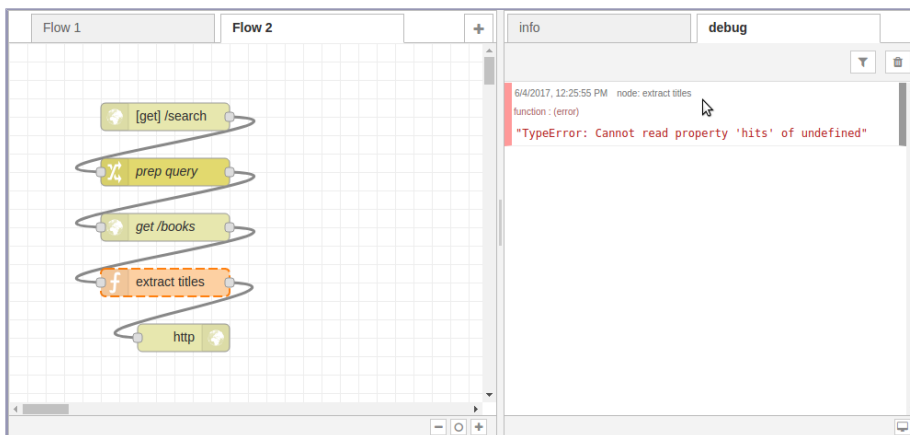 Flow 1
Flow 2
[get] /search
prep query
get /books
extract titles
http
info
debug
6/4/2017, 12:25:55 PM node: extract titles
function : (error)
"TypeError: Cannot read property 'hits' of undefined"